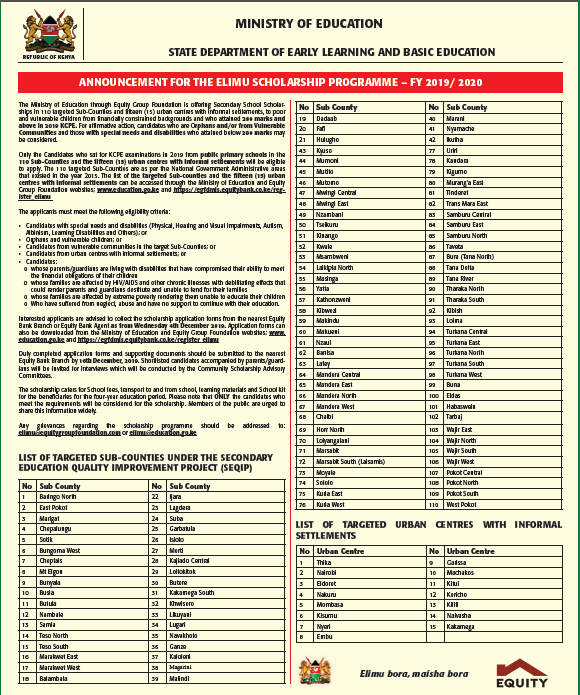 REPUBLIC OF KENYA
MINISTRY OF EDUCATION
STATE DEPARTMENT OF EARLY LEARNING AND BASIC EDUCATION
ANNOUNCEMENT FOR THE ELIMU SCHOLARSHIP PROGRAMME – FY 2019/ 2020
The Ministry of Education through Equity Group Foundation is offering Secondary School Scholar-
ships in 110 targeted Sub-Counties and fifteen (15) urban centres with informal settlements, to poor
and vulnerable children from financially constrained backgrounds and who attained 280 marks and
above in 2019 KCPE. For affirmative action, candidates who are Orphans and/or from Vulnerable
Communities and those with special needs and disabilities who attained below 280 marks may
be considered.
Only the Candidates who sat for KCPE examinations in 2019 from public primary schools in the
110 Sub-Counties and the fifteen (15) urban centres with informal settlements will be eligible
to apply. The 110 targeted Sub-Counties are as per the National Government Administrative areas
that existed in the year 2015. The list of the targeted Sub-Counties and the fifteen (15) urban
centres with informal settlements can be accessed through the Ministry of Education and Equity
Group Foundation websites: www.education.go.ke and https://egfdmis.equitybank.co.ke/reg-
ister_elimu
The applicants must meet the following eligibility criteria:
• Candidates with special needs and disabilities (Physical, Hearing and Visual Impairments, Autism,
Albinism, Learning Disabilities and Others); or
• Orphans and vulnerable children; or
• Candidates from vulnerable communities in the target Sub-Counties; or
• Candidates from urban centres with informal settlements; or
• Candidates:
o whose parents/guardians are living with disabilities that have compromised their ability to meet
the financial obligations of their children
o whose families are affected by HIV/AIDS and other chronic illnesses with debilitating effects that
could render parents and guardians destitute and unable to fend for their families
o whose families are affected by extreme poverty rendering them unable to educate their children
o Who have suffered from neglect, abuse and have no support to continue with their education.
Interested applicants are advised to collect the scholarship application forms from the nearest Equity
Bank Branch or Equity Bank Agent as from Wednesday 4th December 2019. Application forms can
also be downloaded from the Ministry of Education and Equity Group Foundation websites: www.
education.go.ke and https://egfdmis.equitybank.co.ke/register_elimu
Duly completed application forms and supporting documents should be submitted to the nearest
Equity Bank Branch by 10th December, 2019. Shortlisted candidates accompanied by parents/guard-
ians will be invited for interviews which will be conducted by the Community Scholarship Advisory
Committees.
The scholarship caters for School fees, transport to and from school, learning materials and School kit
for the beneficiaries for the four-year education period. Please note that ONLY the candidates who
meet the requirements will be considered for the scholarship. Members of the public are urged to
share this information widely.
Any grievances regarding the scholarship programme should be addressed to:
elimu@equitygroupfoundation.com or elimu@education.go.ke
LIST OF TARGETED SUB-COUNTIES UNDER THE SECONDARY
EDUCATION QUALITY IMPROVEMENT PROJECT (SEQIP)
No Sub County No Sub County
1 Baringo North 22 Ijara
2 East Pokot 23 Lagdera
3 Marigat 24 Suba
4 Chepalungu 25 Garbatula
5 Sotik 26 Isiolo
6 Bungoma West 27 Merti
7 Cheptais 28 Kajiado Central
8 Mt Elgon 29 Loitokitok
9 Bunyala 30 Butere
10 Busia 31 Kakamega South
11 Butula 32 Khwisero
12 Nambale 33 Likuyani
13 Samia 34 Lugari
14 Teso North 35 Navakholo
15 Teso South 36 Ganze
16 Marakwet East 37 Kaloleni
17 Marakwet West 38 Magarini
18 Balambala 39 Malindi
No Sub County No Sub County
19 Dadaab 40 Marani
20 Fafi 41 Nyamache
21 Hulugho 42 Ikutha
43 Kyuso 77 Uriri
44 Mumoni 78 Kandara
45 Mutito 79 Kigumo
46 Mutomo 80 Murang'a East
47 Mwingi Central 81 Tinderet
48 Mwingi East 82 Trans Mara East
49 Nzambani 83 Samburu Central
50 Tseikuru 84 Samburu East
51 Kinango 85 Samburu North
52 Kwale 86 Taveta
53 Msambweni 87 Bura (Tana North)
54 Laikipia North 88 Tana Delta
55 Masinga 89 Tana River
56 Yatta 90 Tharaka North
57 Kathonzweni 91 Tharaka South
58 Kibwezi 92 Kibish
59 Makindu 93 Loima
60 Makueni 94 Turkana Central
61 Nzaui 95 Turkana East
62 Banisa 96 Turkana North
63 Lafey 97 Turkana South
64 Mandera Central 98 Turkana West
65 Mandera East 99 Buna
66 Mandera North 100 Eldas
67 Mandera West 101 Habaswein
68 Chalbi 102 Tarbaj
69 Horr North 103 Wajir East
70 Loiyangalani 104 Wajir North
71 Marsabit 105 Wajir South
72 Marsabit South (Laisamis) 106 Wajir West
73 Moyale 107 Pokot Central
74 Sololo 108 Pokot North
75 Kuria East 109 Pokot South
76 Kuria West 110 West Pokot
LIST OF TARGETED URBAN CENTRES WITH INFORMAL
SETTLEMENTS
No Urban Centre No Urban Centre
1 Thika 9 Garissa
2 Nairobi 10 Machakos
3 Eldoret 11 Kitui
4 Nakuru 12 Kericho
5 Mombasa 13 Kilifi
6 Kisumu 14 Naivasha
7 Nyeri 15 Kakamega
8 Embu
Elimu bora, maisha bora
EQUITY